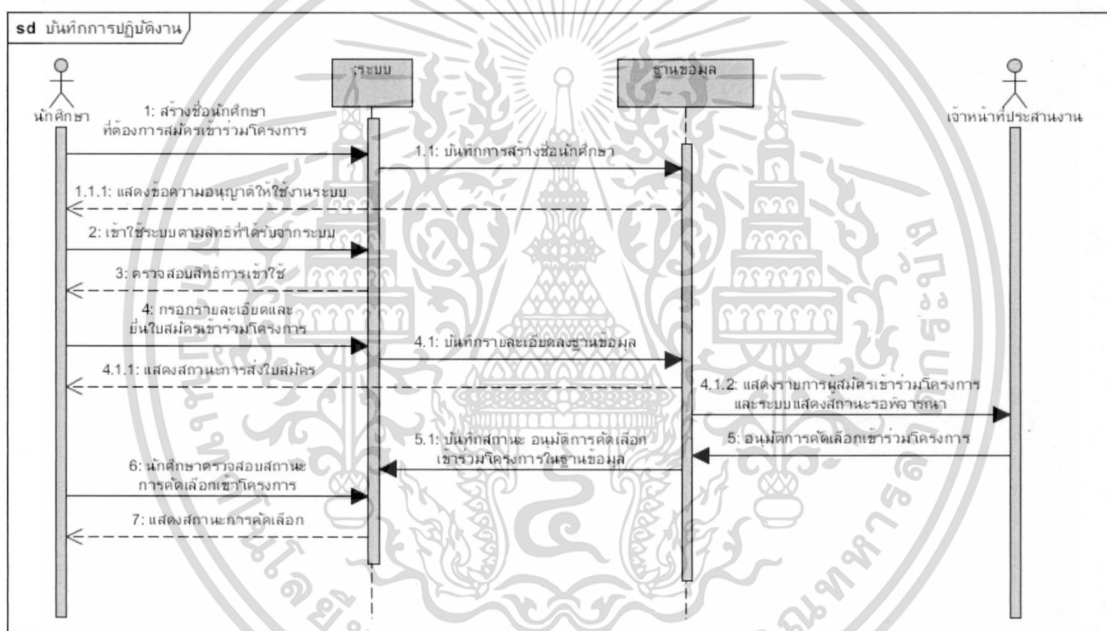 sd บันทึกการปฏิบัติงาน
:ระบบ
ฐานข้อมูล
นักศึกษา
เจ้าหน้าที่ประสานงาน
1: สร้างชื่อนักศึกษา
ที่ต้องการสมัครเข้าร่วมโครงการ
1.1: บันทึกการสร้างชื่อนักศึกษา
1.1.1: แสดงข้อความอนุญาติให้ใช้งานระบบ
2: เข้าใช้ระบบตามสิทธิที่ได้รับจากระบบ
3: ตรวจสอบสิทธิการเข้าใช้
4: กรอกรายละเอียดและ
ยื่นใบสมัครเข้าร่วมโครงการ
4.1: บันทึกรายละเอียดลงฐานข้อมูล
4.1.1: แสดงสถานะการส่งใบสมัคร
4.1.2: แสดงรายการผู้สมัครเข้าร่วมโครงการ
และระบบแสดงสถานะรอพิจารณา
5: อนุมัติการคัดเลือกเข้าร่วมโครงการ
5.1: บันทึกสถานะ อนุมัติการคัดเลือก
เข้าร่วมโครงการในฐานข้อมูล
6: นักศึกษาตรวจสอบสถานะ
การคัดเลือกเข้าโครงการ
7: แสดงสถานะการคัดเลือก